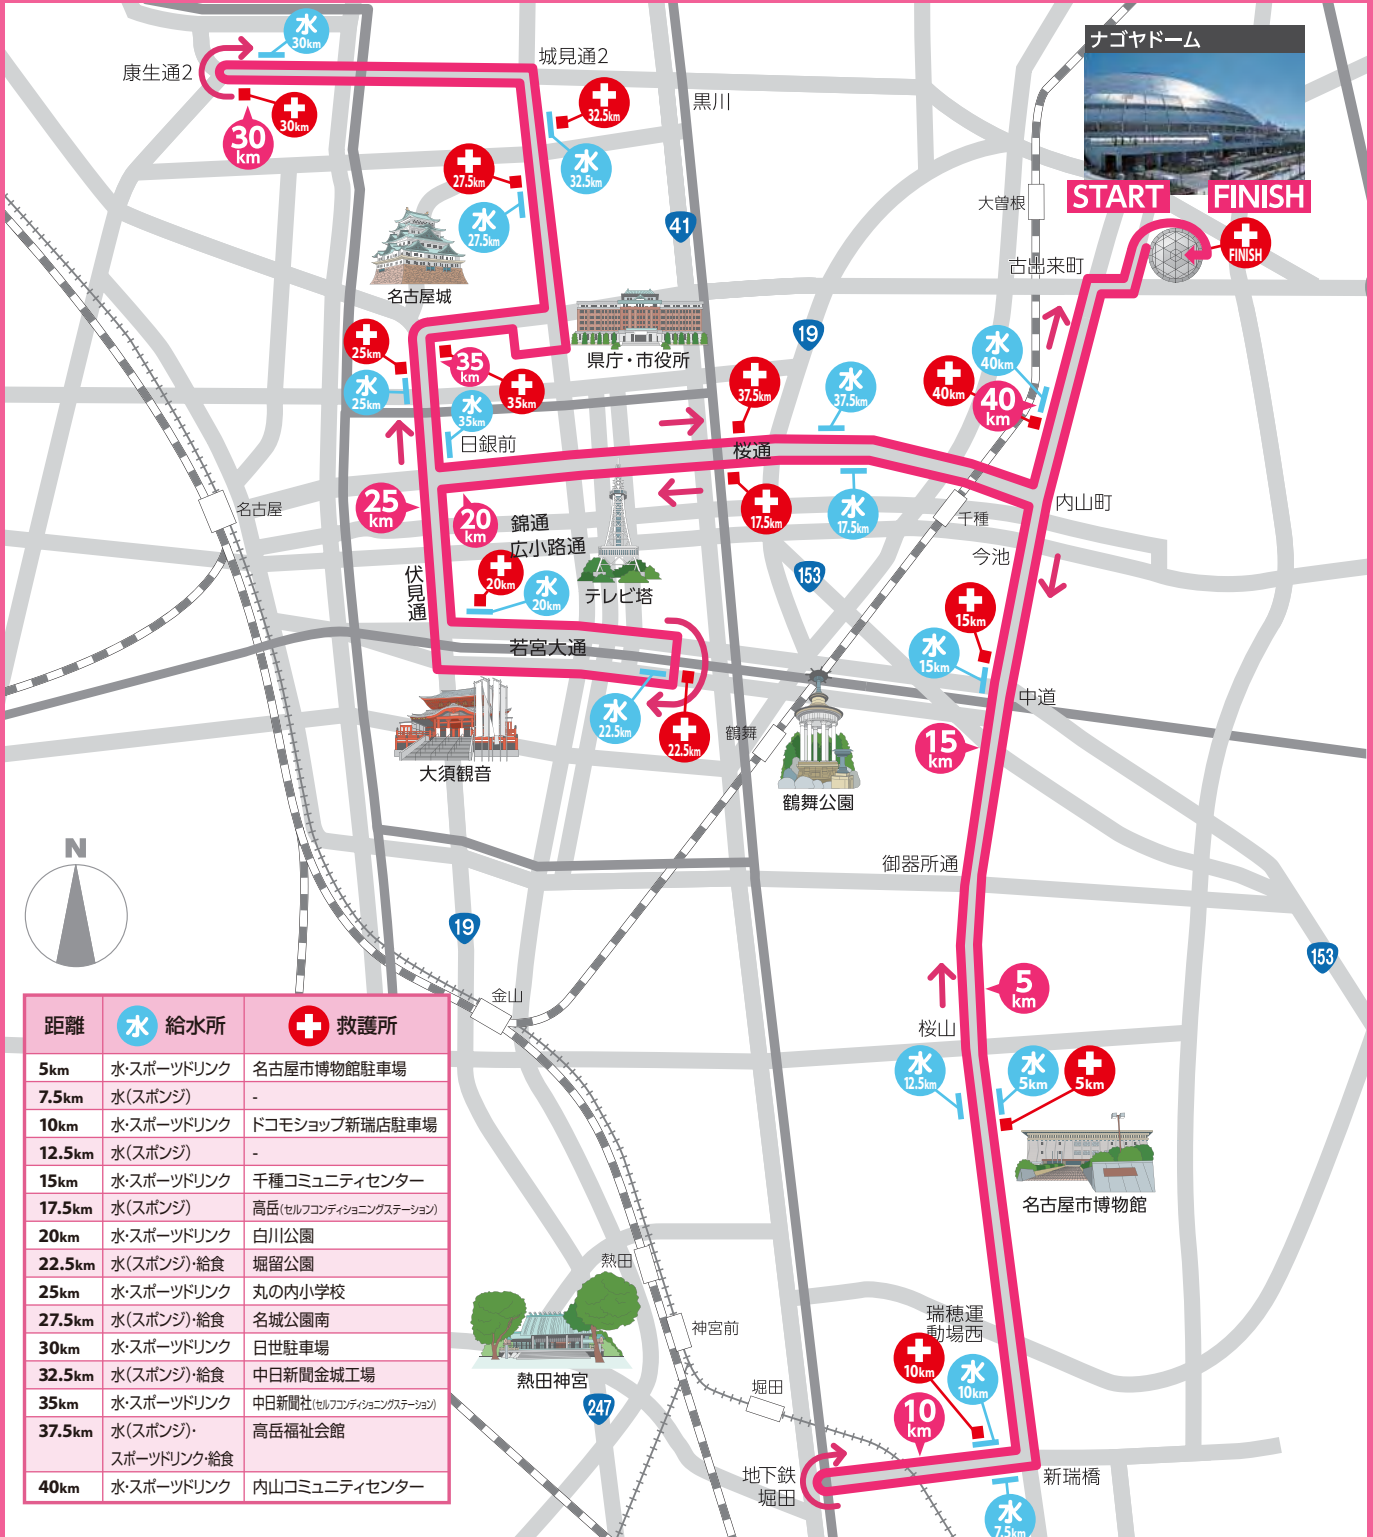 水
30km
康生通2
30km
30
km
城見通2
32.5km
水
32.5km
黒川
27.5km
水
27.5km
41
名古屋城
県庁・市役所
ナゴヤドーム
START
FINISH
FINISH
大曽根
古出来町
25km
水
25km
35
km
35km
水
35km
日銀前
19
37.5km
水
37.5km
水
40km
40km
40
km
桜通
17.5km
水
17.5km
内山町
千種
今池
名古屋
25
km
20
km
錦通
広小路通
20km
水
20km
伏見通
テレビ塔
153
15km
水
15km
若宮大通
水
22.5km
22.5km
中道
大須観音
鶴舞
鶴舞公園
15
km
N
御器所通
19
153
金山
5
km
桜山
水
12.5km
水
5km
5km
名古屋市博物館
距離
水 給水所
救護所
5km 水・スポーツドリンク 名古屋市博物館駐車場
7.5km 水(スポンジ) -
10km 水・スポーツドリンク ドコモショップ新瑞店駐車場
12.5km 水(スポンジ) -
15km 水・スポーツドリンク 千種コミュニティセンター
17.5km 水(スポンジ) 高岳(セルフコンディショニングステーション)
20km 水・スポーツドリンク 白川公園
22.5km 水(スポンジ)・給食 堀留公園
25km 水・スポーツドリンク 丸の内小学校
27.5km 水(スポンジ)・給食 名城公園南
30km 水・スポーツドリンク 日世駐車場
32.5km 水(スポンジ)・給食 中日新聞金城工場
35km 水・スポーツドリンク 中日新聞社(セルフコンディショニングステーション)
37.5km 水(スポンジ)・ 高岳福祉会館
スポーツドリンク・給食
40km 水・スポーツドリンク 内山コミュニティセンター
熱田
神宮前
熱田神宮
247
堀田
瑞穂運
動場西
10km
水
10km
10
km
地下鉄
堀田
新瑞橋
水
7.5km